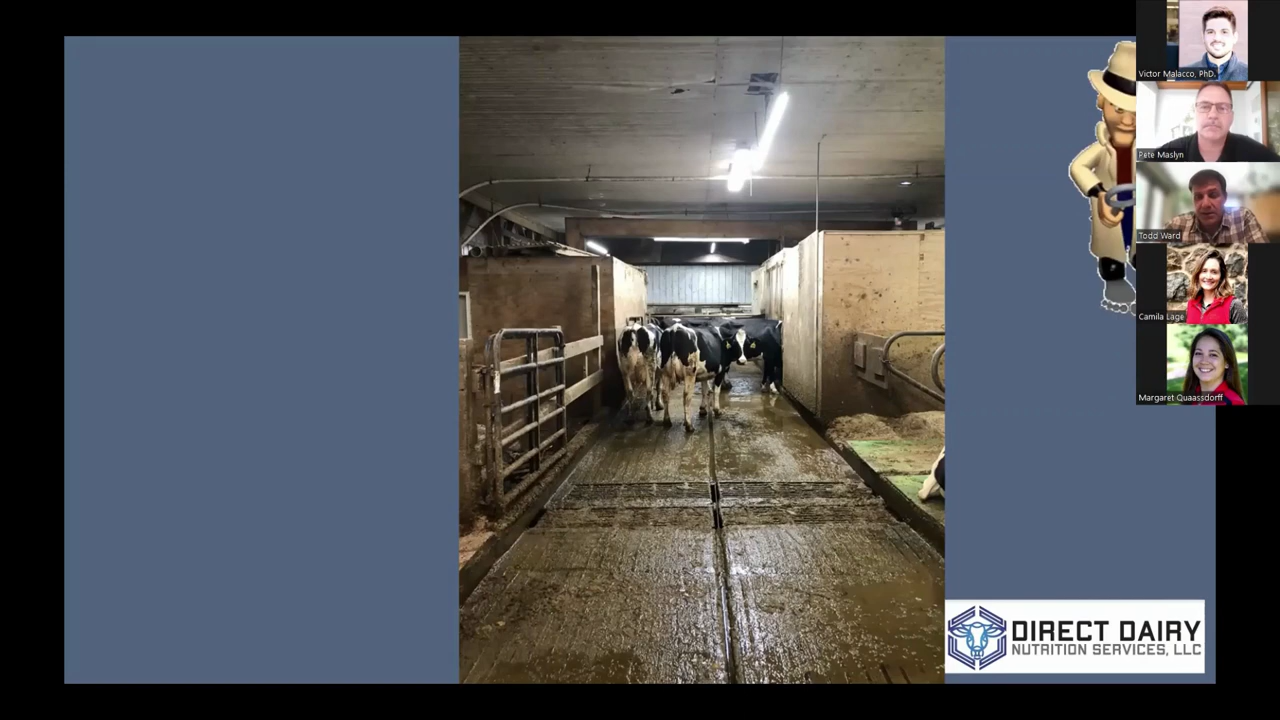 Victor Malacco, PhD.
Pete Maslyn
Todd Ward
Camila Lage
Margaret Quaassdorff
DIRECT DAIRY
NUTRITION SERVICES, LLC